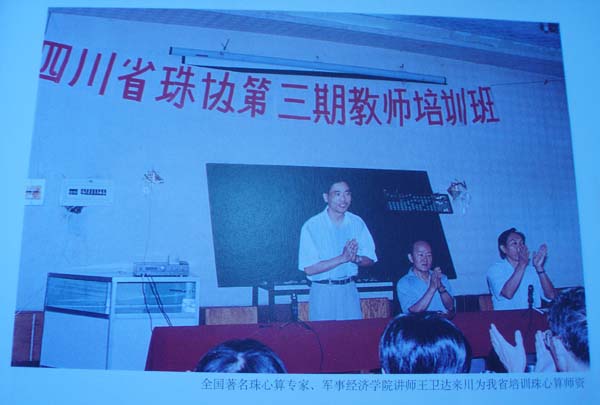 四川省珠协第三期教师培训班
全国著名珠心算专家、军事经济学院讲师王卫达来川为我省培训珠心算师资